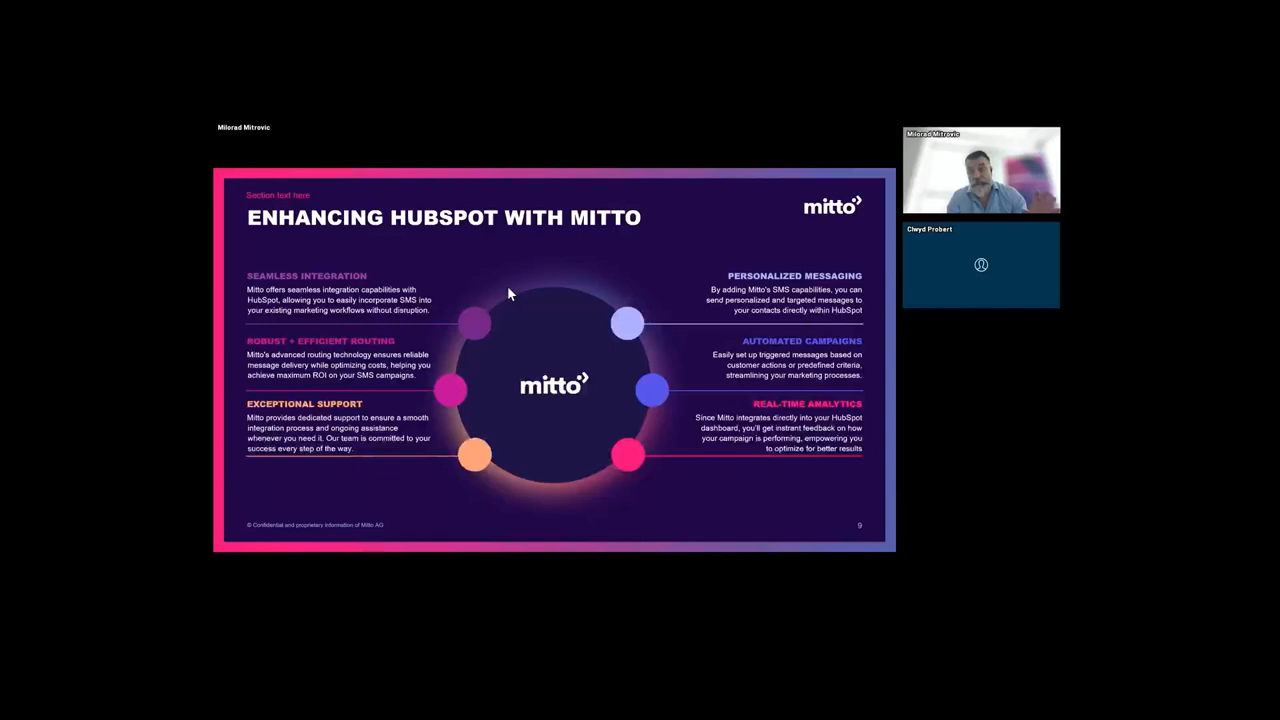 Milorad Mitrovic
Milorad Mitrovic
Clwyd Probert
Section text here
ENHANCING HUBSPOT WITH MITTO
mitto
SEAMLESS INTEGRATION
Mitto offers seamless integration capabilities with
HubSpot, allowing you to easily incorporate SMS into
your existing marketing workflows without disruption.
ROBUST + EFFICIENT ROUTING
Mitto's advanced routing technology ensures reliable
message delivery while optimizing costs, helping you
achieve maximum ROI on your SMS campaigns.
EXCEPTIONAL SUPPORT
Mitto provides dedicated support to ensure a smooth
integration process and ongoing assistance
whenever you need it. Our team is committed to your
success every step of the way.
mitto
PERSONALIZED MESSAGING
By adding Mitto's SMS capabilities, you can
send personalized and targeted messages to
your contacts directly within HubSpot
AUTOMATED CAMPAIGNS
Easily set up triggered messages based on
customer actions or predefined criteria,
streamlining your marketing processes.
REAL-TIME ANALYTICS
Since Mitto integrates directly into your HubSpot
dashboard, you'll get instant feedback on how
your campaign is performing, empowering you
to optimize for better results
© Confidential and proprietary information of Mitto AG
9